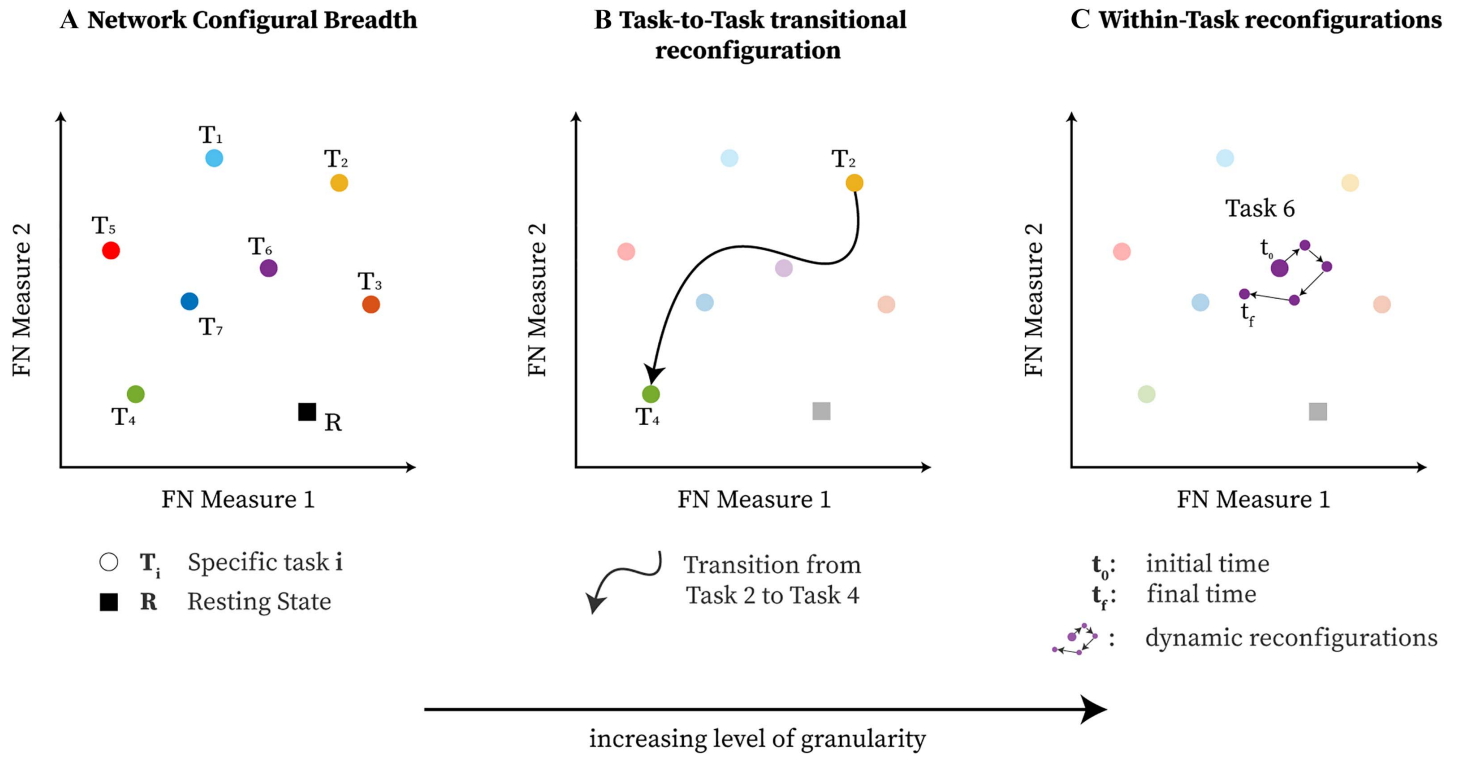 A Network Configural Breadth
FN Measure 2
T1
T2
T5
T6
T3
T7
T4
R
FN Measure 1
Ti Specific task i
R Resting State
B Task-to-Task transitional
reconfiguration
FN Measure 2
T2
T4
FN Measure 1
Transition from
Task 2 to Task 4
C Within-Task reconfigurations
FN Measure 2
Task 6
t0
tf
FN Measure 1
t0: initial time
tf: final time
: dynamic reconfigurations
increasing level of granularity